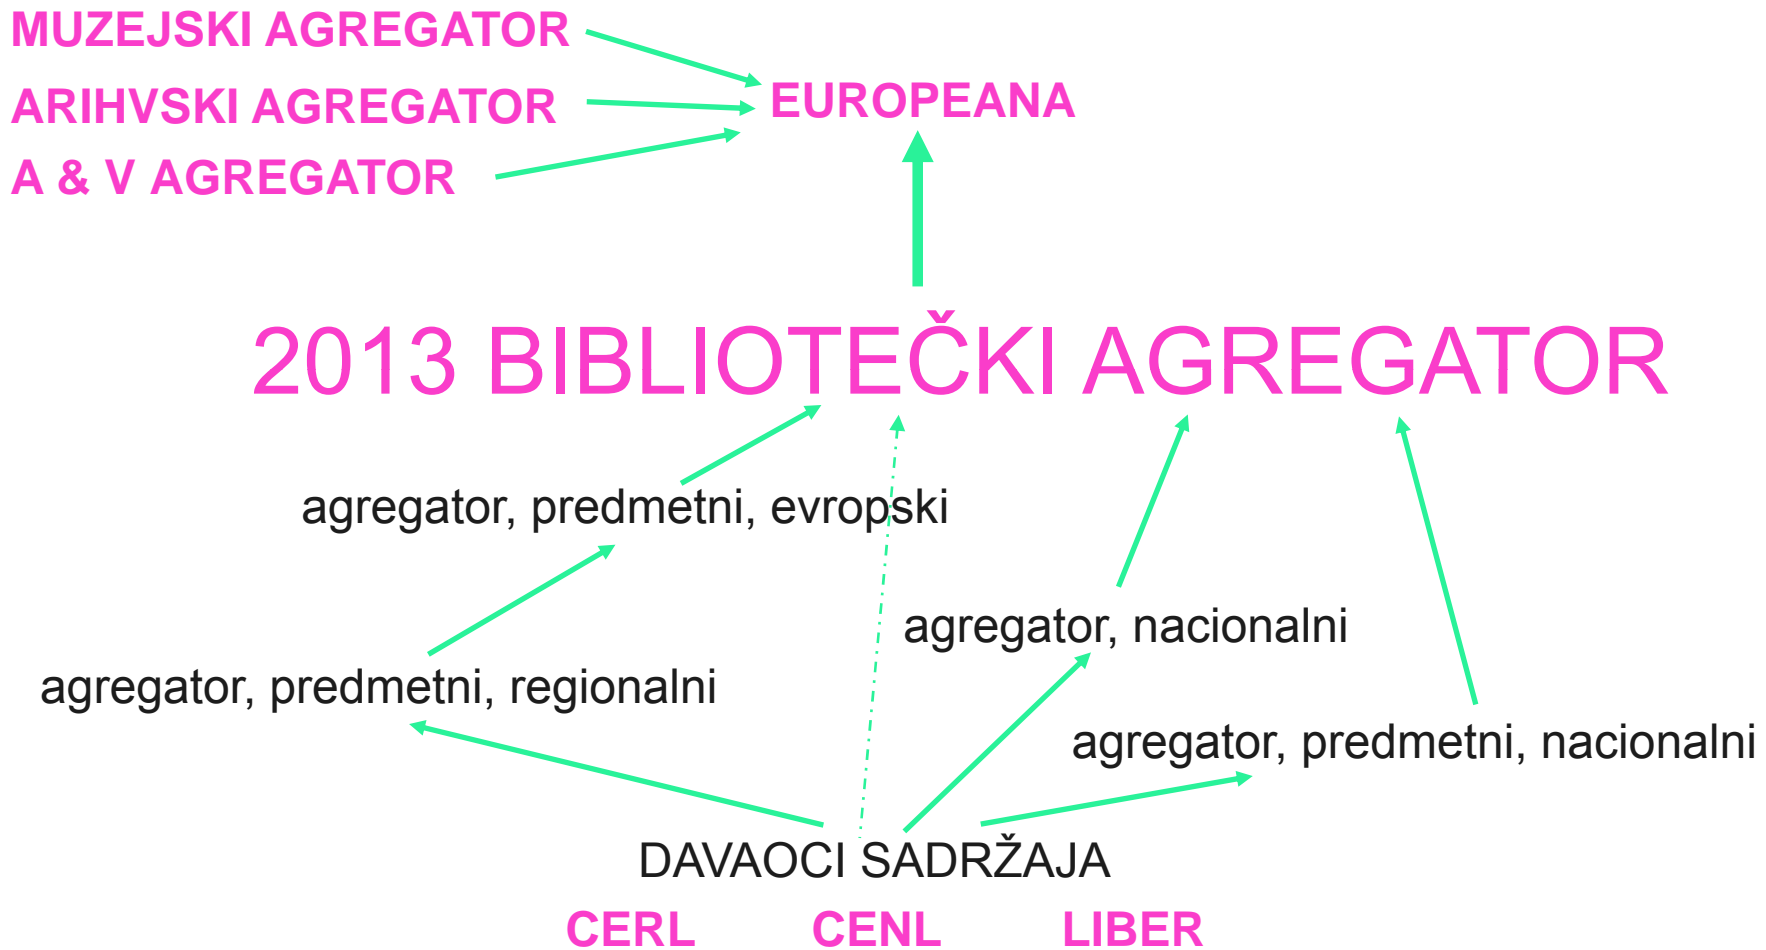 MUZEJSKI AGREGATOR
ARIHVSKI AGREGATOR
EUROPEANA
A & V AGREGATOR
2013 BIBLIOTEČKI AGREGATOR
agregator, predmetni, evropski
agregator, nacionalni
agregator, predmetni, regionalni
agregator, predmetni, nacionalni
DAVAOCI SADRŽAJA
CERL CENL LIBER